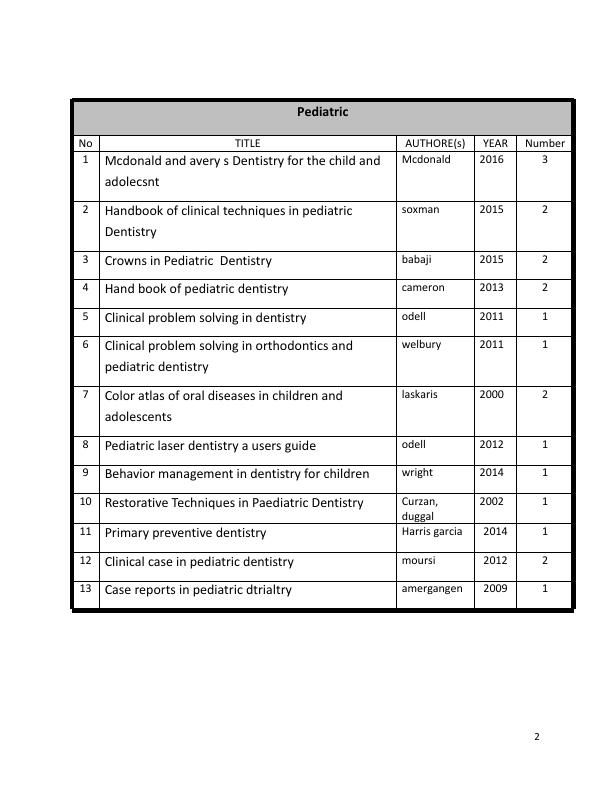 Pediatric
No TITLE AUTHORE(s) YEAR Number
1 Mcdonald and avery s Dentistry for the child and Mcdonald 2016 3
adolecsnt
2 Handbook of clinical techniques in pediatric soxman 2015 2
Dentistry
3 Crowns in Pediatric  Dentistry babaji 2015 2
4 Hand book of pediatric dentistry cameron 2013 2
5 Clinical problem solving in dentistry odell 2011 1
6 Clinical problem solving in orthodontics and welbury 2011 1
pediatric dentistry
7 Color atlas of oral diseases in children and laskaris 2000 2
adolescents
8 Pediatric laser dentistry a users guide odell 2012 1
9 Behavior management in dentistry for children wright 2014 1
10 Restorative Techniques in Paediatric Dentistry Curzan, 2002 1
duggal
11 Primary preventive dentistry Harris garcia 2014 1
12 Clinical case in pediatric dentistry moursi 2012 2
13 Case reports in pediatric dtrialtry amergangen 2009 1
2